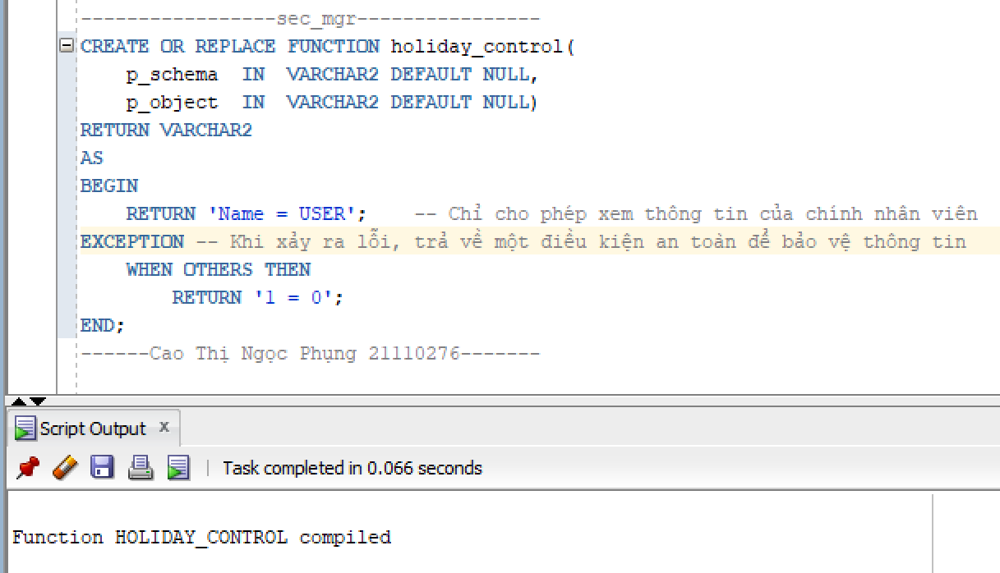 -----------------sec_mgr----------------
CREATE OR REPLACE FUNCTION holiday_control(
p_schema IN VARCHAR2 DEFAULT NULL,
p_object IN VARCHAR2 DEFAULT NULL)
RETURN VARCHAR2
AS
BEGIN
RETURN 'Name = USER'; -- Chỉ cho phép xem thông tin của chính nhân viên
EXCEPTION -- Khi xảy ra lỗi, trả về một điều kiện an toàn để bảo vệ thông tin
WHEN OTHERS THEN
RETURN '1 = 0';
END;
------Cao Thị Ngọc Phụng 21110276-------
Script Output x
Task completed in 0.066 seconds
Function HOLIDAY_CONTROL compiled